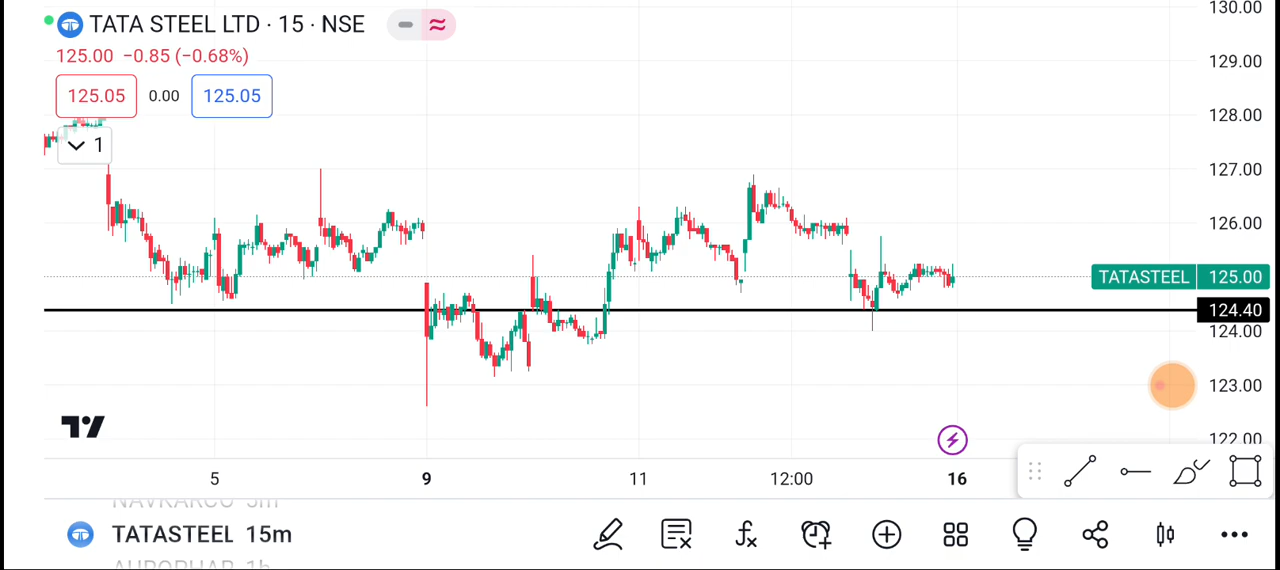 TATA STEEL LTD · 15 · NSE
125.00 −0.85 (−0.68%)
125.05 0.00 125.05
1
130.00
129.00
128.00
127.00
126.00
TATASTEEL 125.00
124.40
124.00
123.00
122.00
5 9 11 12:00 16
TATASTEEL 15m